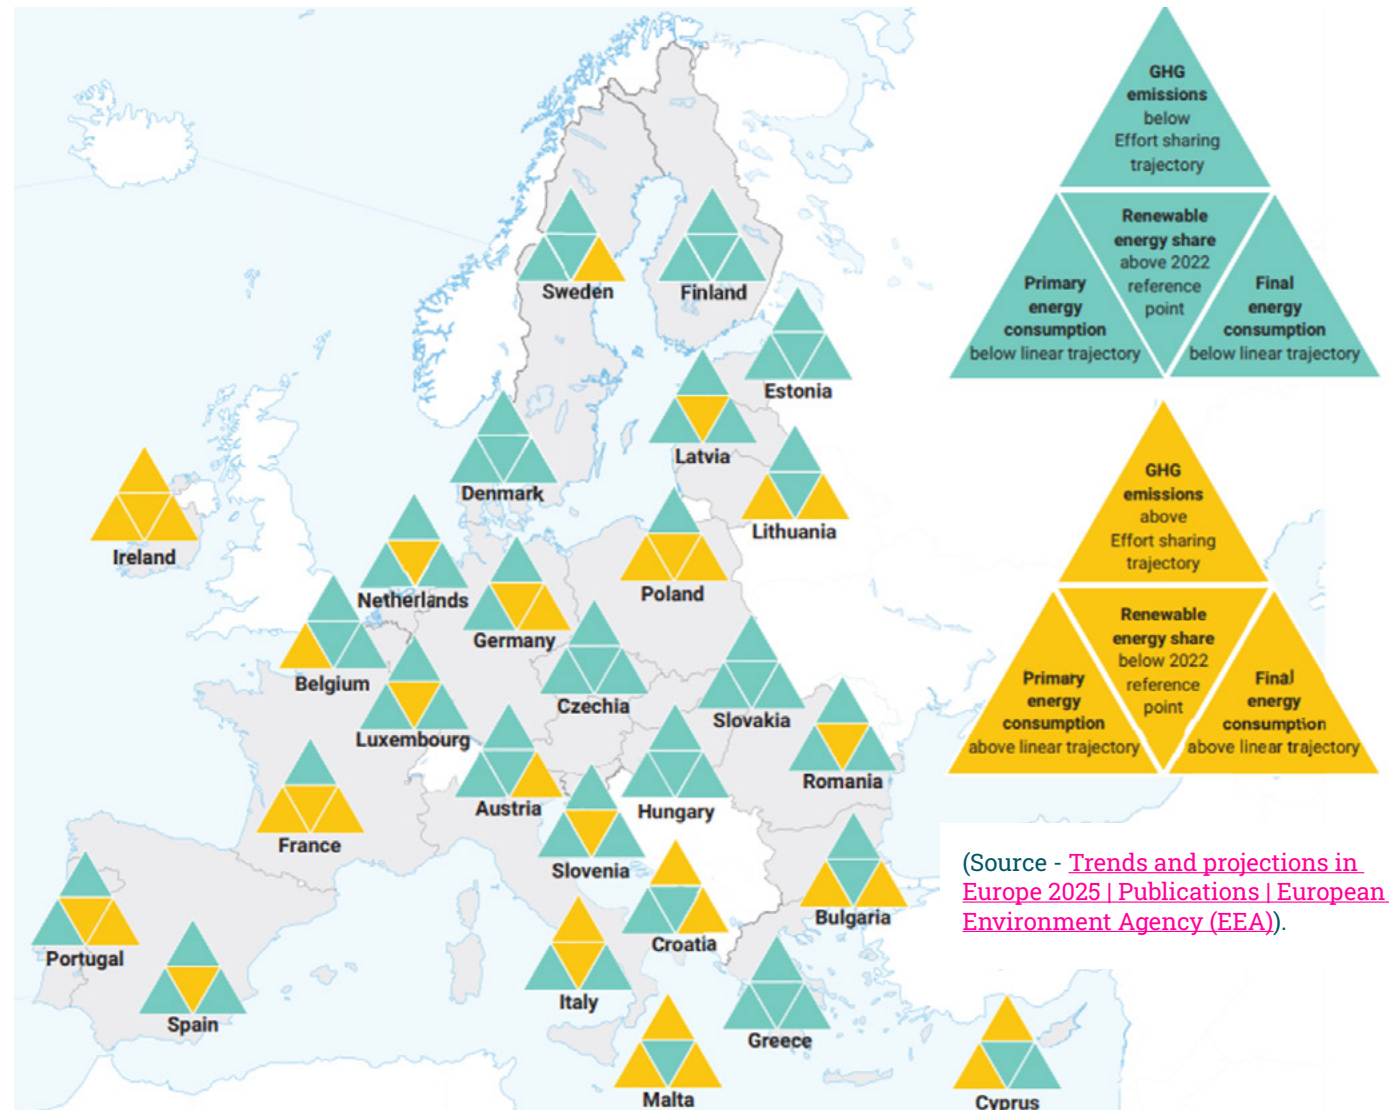 GHG
emissions
below
Effort sharing
trajectory
Renewable
energy share
above 2022
reference
point
Primary
energy
consumption
below linear trajectory
Final
energy
consumption
below linear trajectory
Sweden
Finland
Estonia
Latvia
Denmark
Lithuania
Ireland
Netherlands
Poland
Germany
Belgium
Czechia
Slovakia
Luxembourg
Romania
Austria
Hungary
France
Slovenia
Bulgaria
Croatia
Portugal
Italy
Spain
Greece
Malta
Cyprus
GHG
emissions
above
Effort sharing
trajectory
Renewable
energy share
below 2022
reference
point
Primary
energy
consumption
above linear trajectory
Final
energy
consumption
above linear trajectory
(Source - Trends and projections in
Europe 2025 | Publications | European
Environment Agency (EEA)).